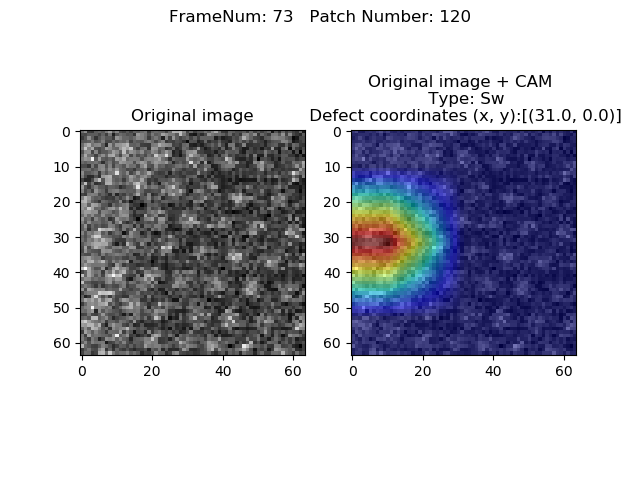 FrameNum: 73   Patch Number: 120
Original image
Original image + CAM
Type: Sw
Defect coordinates (x, y):[(31.0, 0.0)]
0
10
20
30
40
50
60
0 20 40 60
0
10
20
30
40
50
60
0 20 40 60